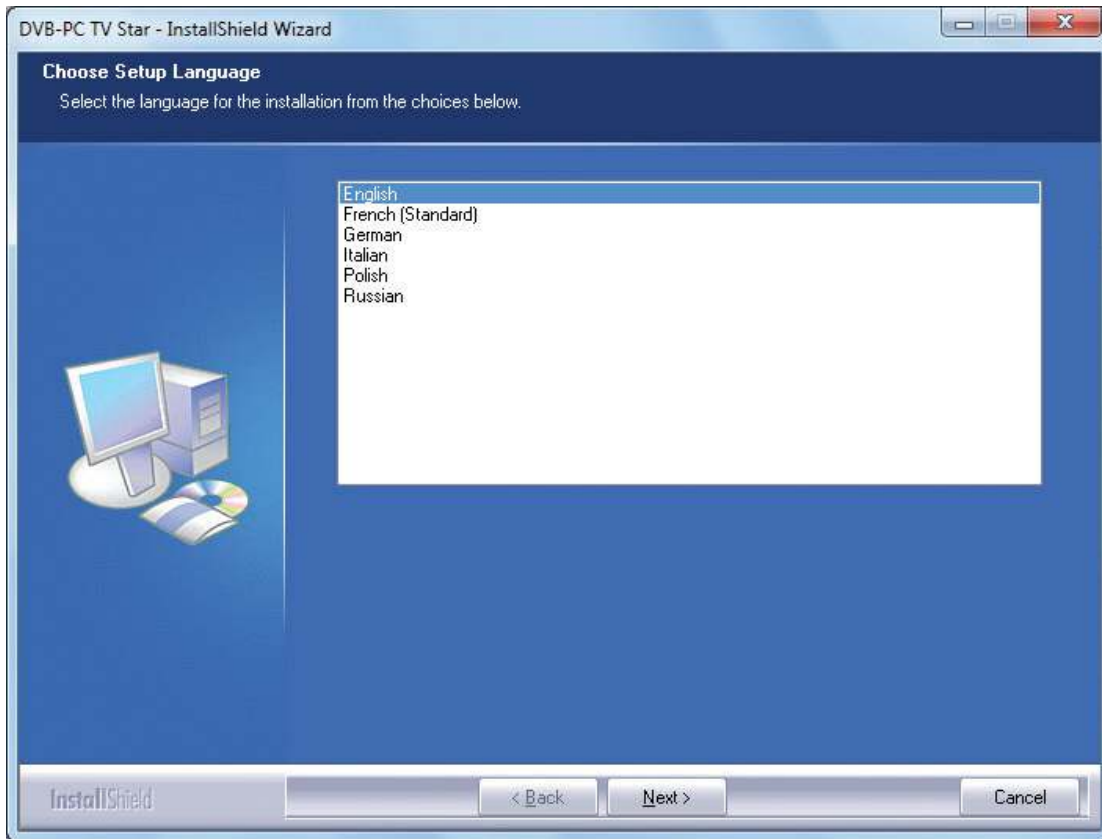 DVB-PC TV Star - InstallShield Wizard
Choose Setup Language
Select the language for the installation from the choices below.
English
French (Standard)
German
Italian
Polish
Russian
InstallShield
< Back
Next >
Cancel